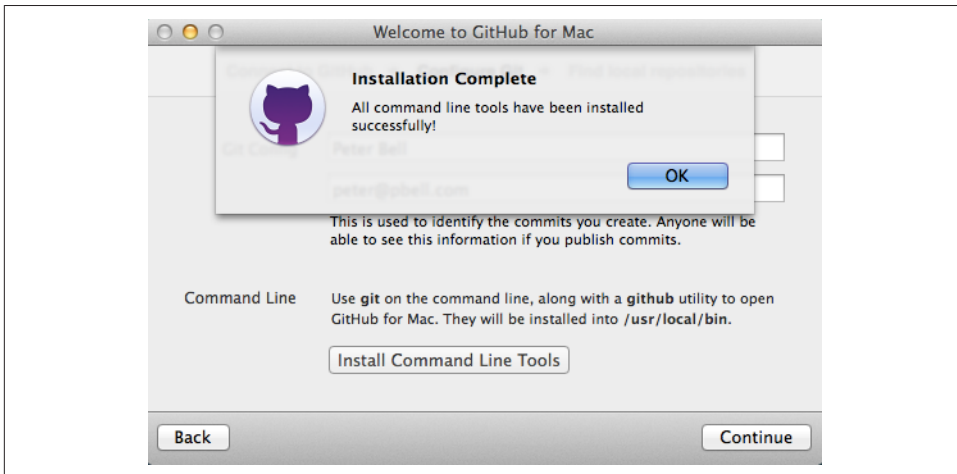 Welcome to GitHub for Mac
Installation Complete
All command line tools have been installed
successfully!
OK
Git Config
Peter Bell
peter@pbell.com
This is used to identify the commits you create. Anyone will be
able to see this information if you publish commits.
Command Line
Use git on the command line, along with a github utility to open
GitHub for Mac. They will be installed into /usr/local/bin.
Install Command Line Tools
Back
Continue